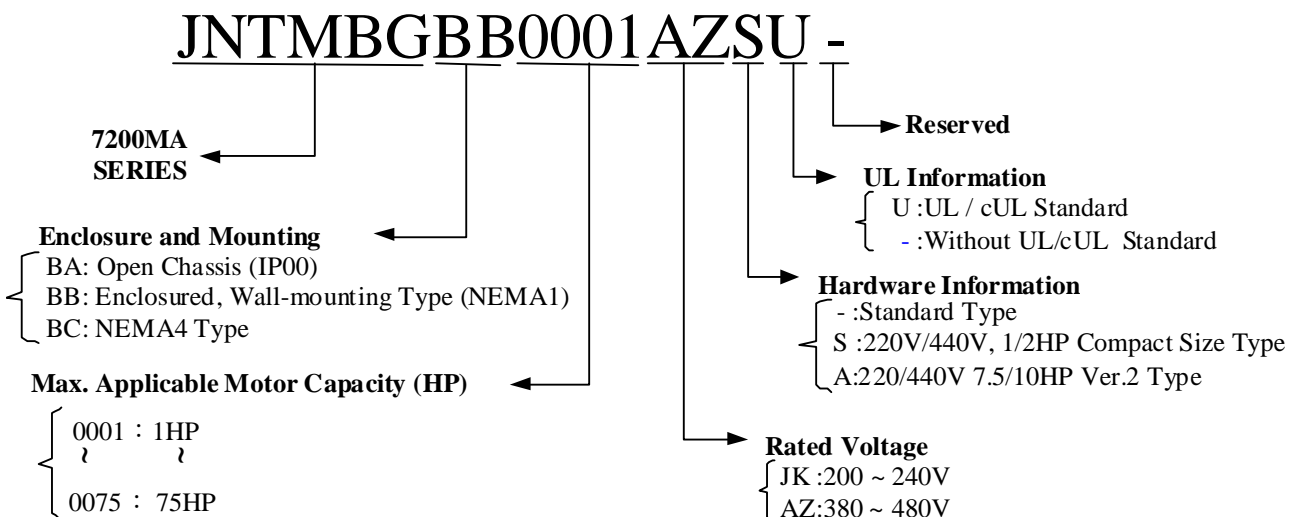 JNTMBGBB0001AZSU -
7200MA
SERIES
Reserved
UL Information
U :UL / cUL Standard
- :Without UL/cUL Standard
Enclosure and Mounting
BA: Open Chassis (IP00)
BB: Enclosured, Wall-mounting Type (NEMA1)
BC: NEMA4 Type
Hardware Information
- :Standard Type
S :220V/440V, 1/2HP Compact Size Type
A:220/440V 7.5/10HP Ver.2 Type
Max. Applicable Motor Capacity (HP)
0001 : 1HP
~ ~
0075 : 75HP
Rated Voltage
JK :200 ~ 240V
AZ:380 ~ 480V